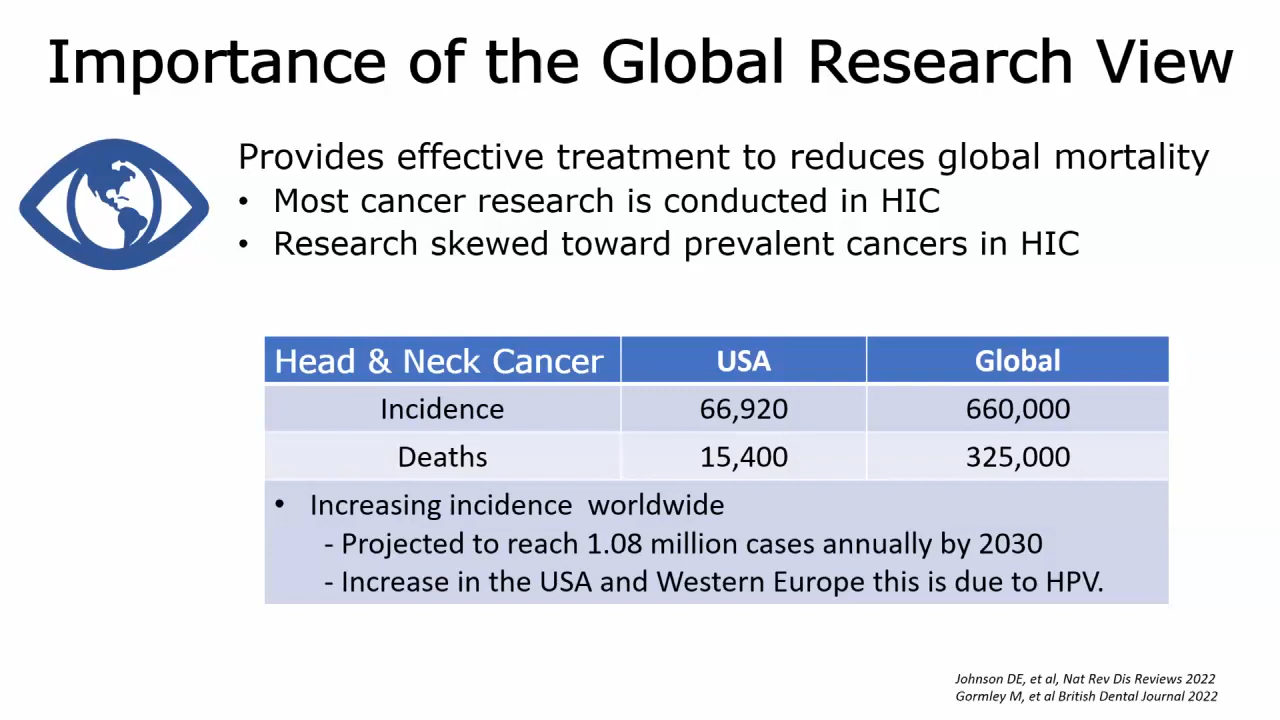 Importance of the Global Research View
Provides effective treatment to reduces global mortality
• Most cancer research is conducted in HIC
• Research skewed toward prevalent cancers in HIC
Head & Neck Cancer USA Global
Incidence 66,920 660,000
Deaths 15,400 325,000
• Increasing incidence worldwide
- Projected to reach 1.08 million cases annually by 2030
- Increase in the USA and Western Europe this is due to HPV.
Johnson DE, et al, Nat Rev Dis Reviews 2022
Gormley M, et al British Dental Journal 2022